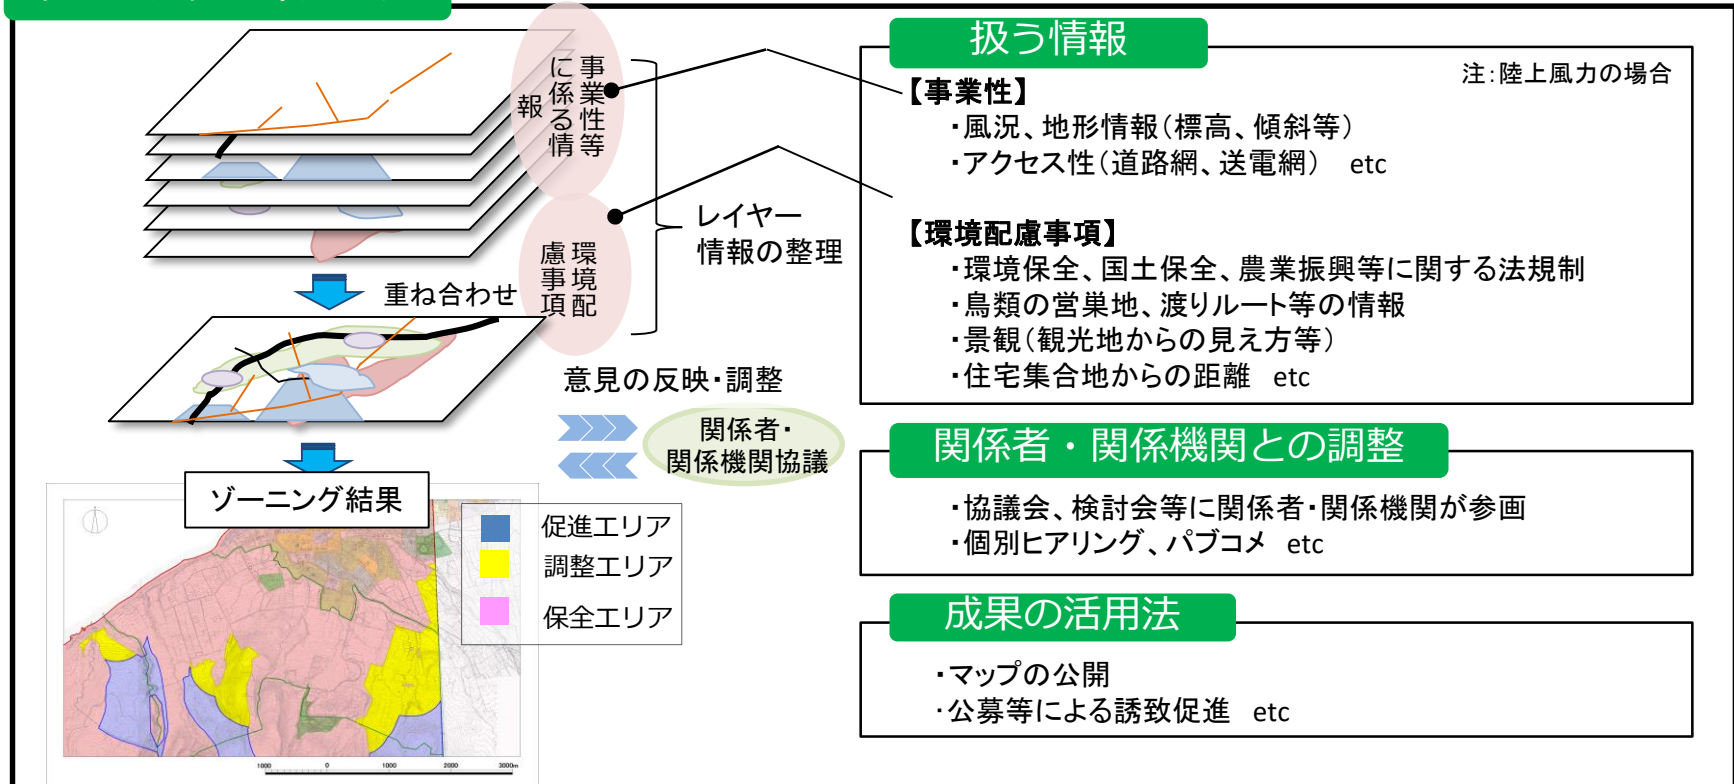 事業性等
に係る情
報
環境配
慮事項
レイヤー
情報の整理
重ね合わせ
意見の反映・調整
関係者・
関係機関協議
ゾーニング結果
促進エリア
調整エリア
保全エリア
1000 0 1000 2000 3000m
扱う情報
注:陸上風力の場合
【事業性】
・風況、地形情報(標高、傾斜等)
・アクセス性(道路網、送電網) etc
【環境配慮事項】
・環境保全、国土保全、農業振興等に関する法規制
・鳥類の営巣地、渡りルート等の情報
・景観(観光地からの見え方等)
・住宅集合地からの距離 etc
関係者・関係機関との調整
・協議会、検討会等に関係者・関係機関が参画
・個別ヒアリング、パブコメ etc
成果の活用法
・マップの公開
・公募等による誘致促進 etc